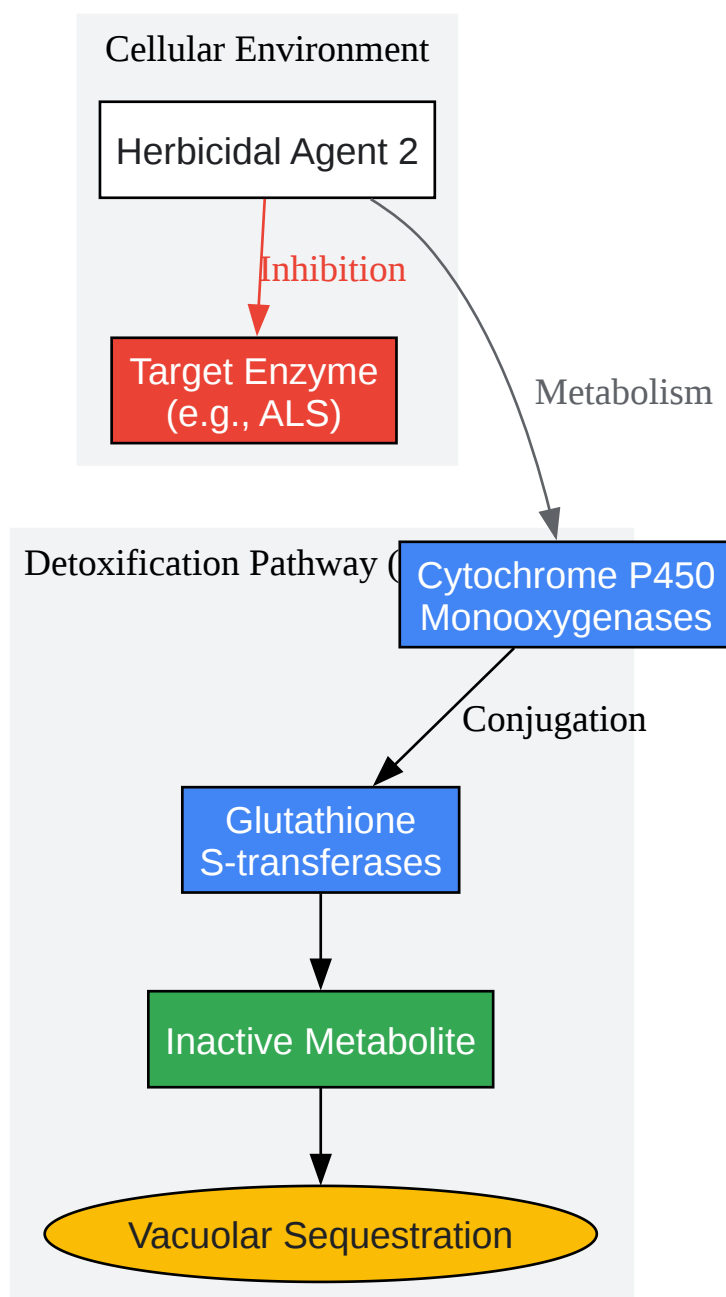 Cellular Environment
Herbicidal Agent 2
Inhibition
Target Enzyme
(e.g., ALS)
Metabolism
Detoxification Pathway (
Cytochrome P450
Monooxygenases
Conjugation
Glutathione
S-transferases
Inactive Metabolite
Vacuolar Sequestration